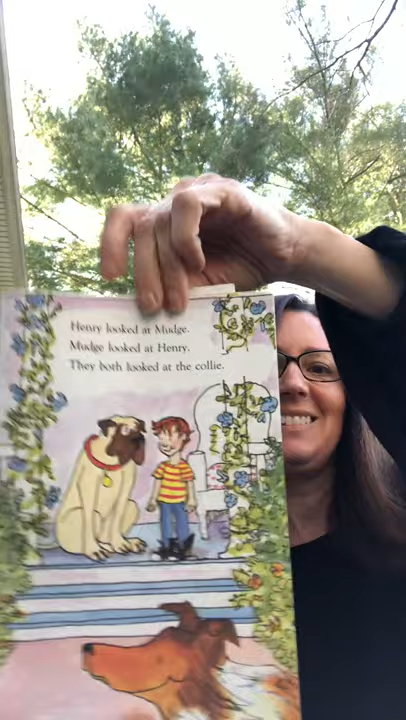 Henry looked at Mudge.
Mudge looked at Henry.
They both looked at the collie.